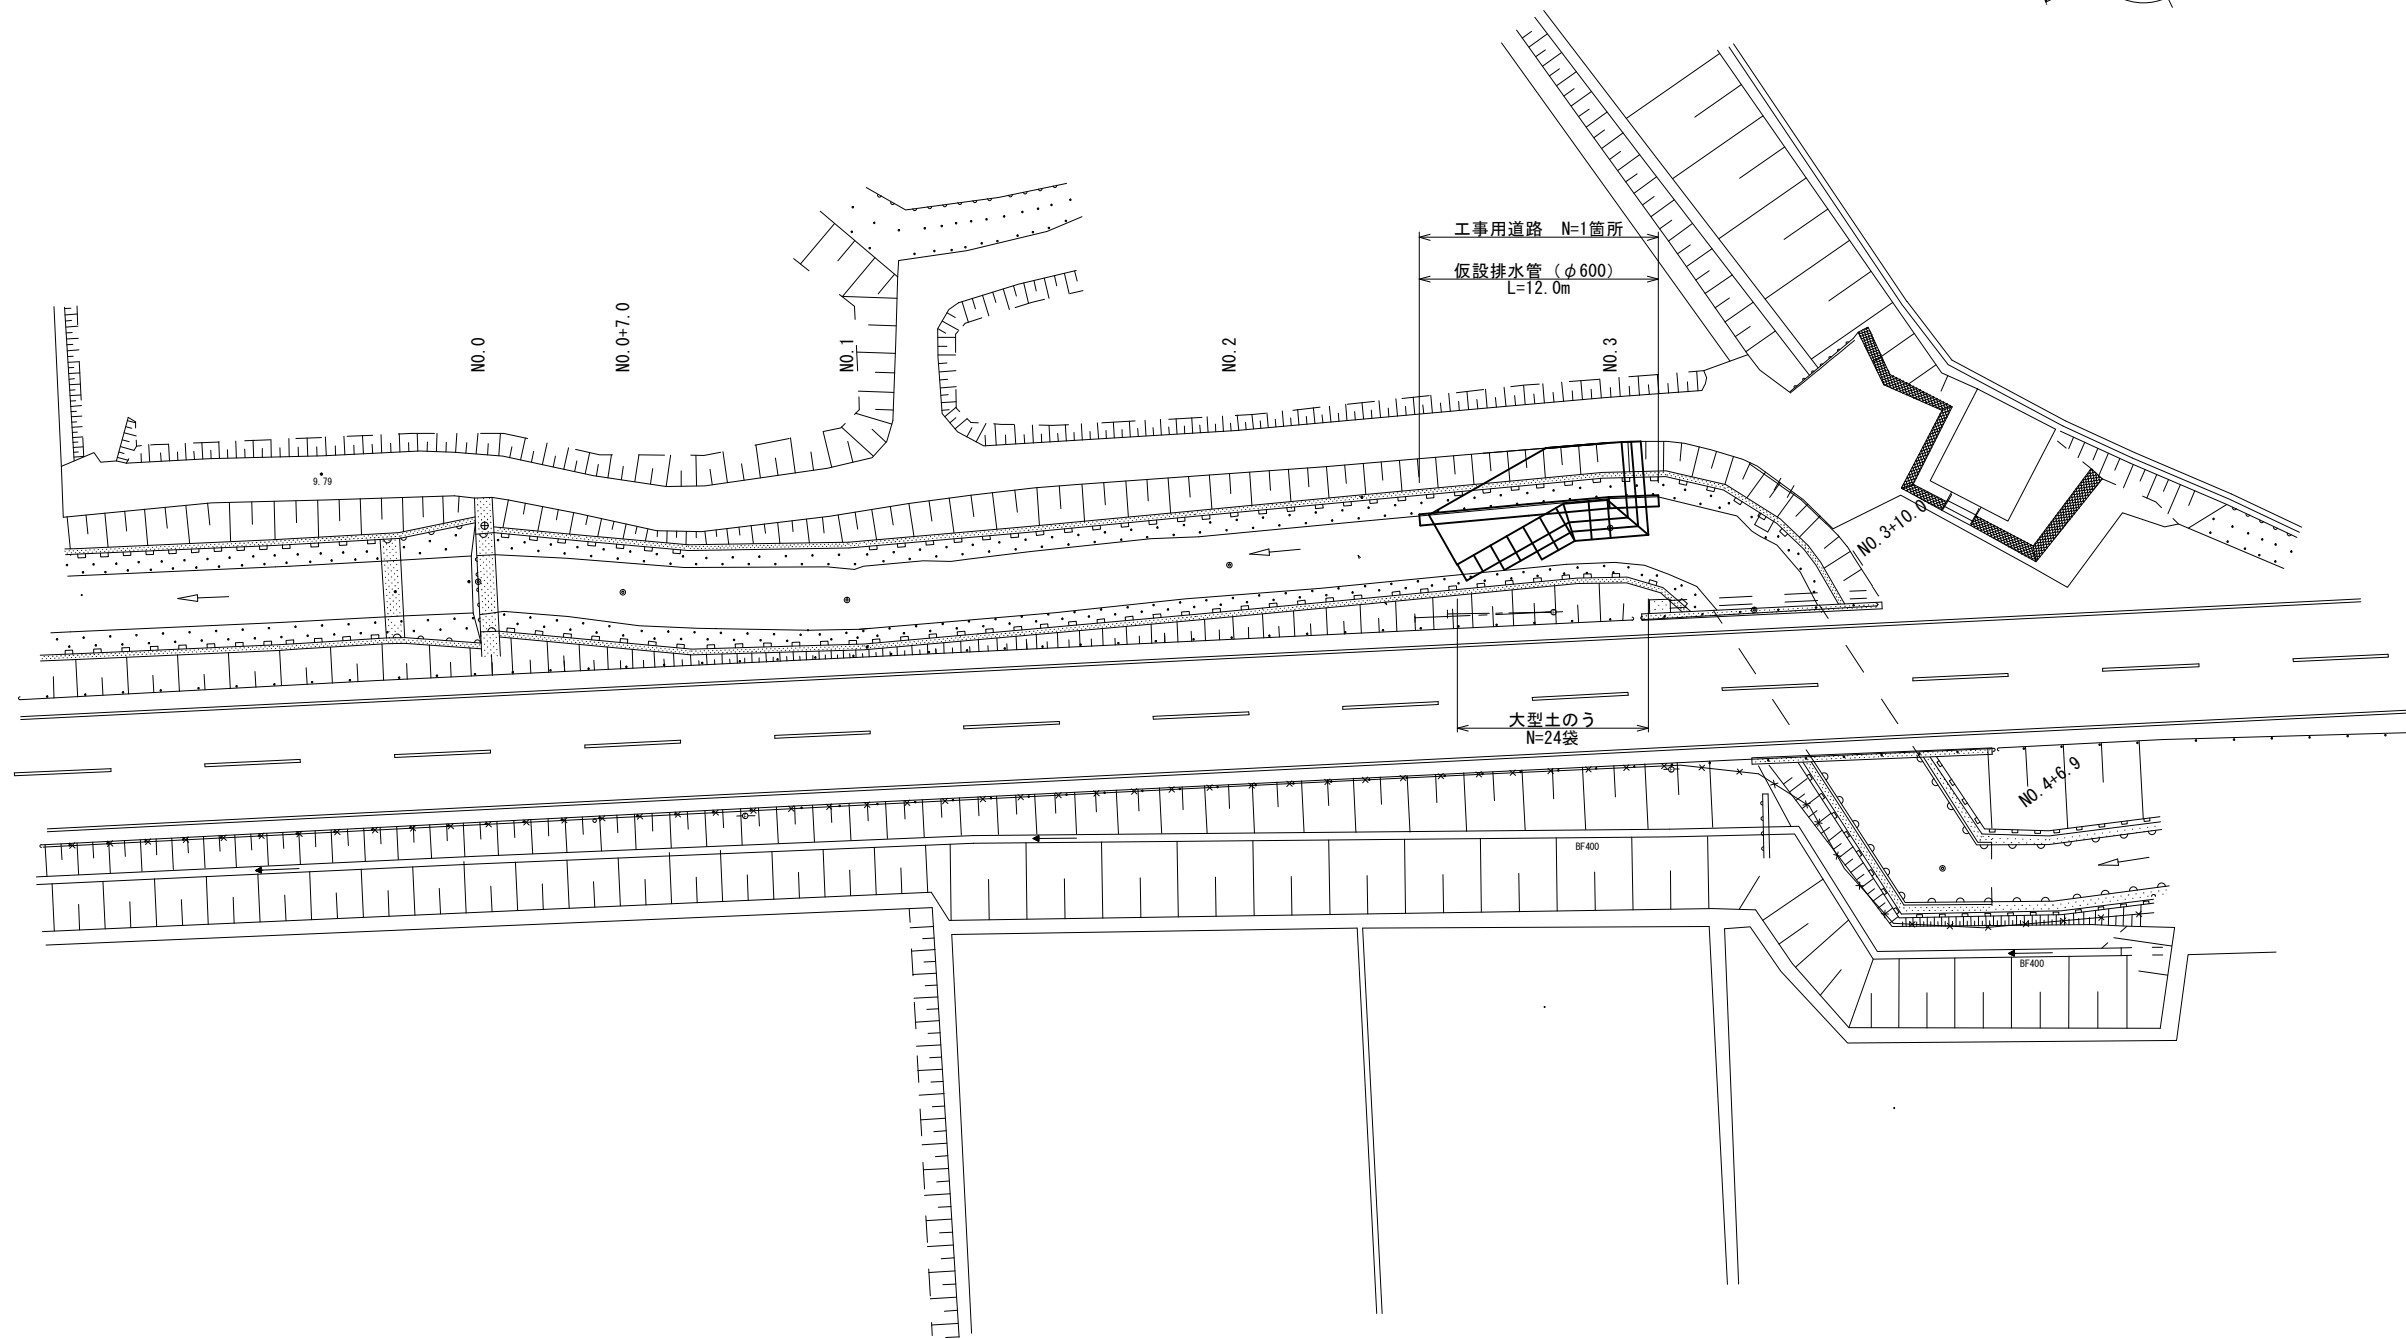 工事用道路　N=1箇所
仮設排水管（φ600）
L=12.0m
NO.0
NO.0+7.0
NO.1
NO.2
NO.3
9.79
NO.3+10.0
大型土のう
N=24袋
NO.4+6.9
BF400
BF400